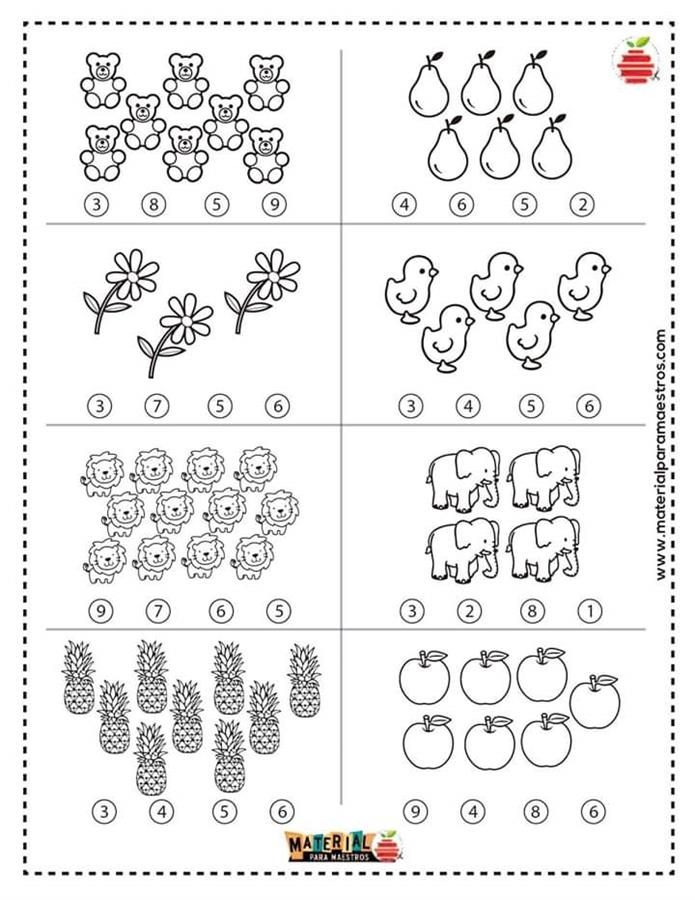 3 8 5 9
4 6 5 2
3 7 5 6
3 4 5 6
9 7 6 5
3 2 8 1
3 4 5 6
9 4 8 6
www.materialparamaestros.com
MATERIAL
PARA MAESTROS